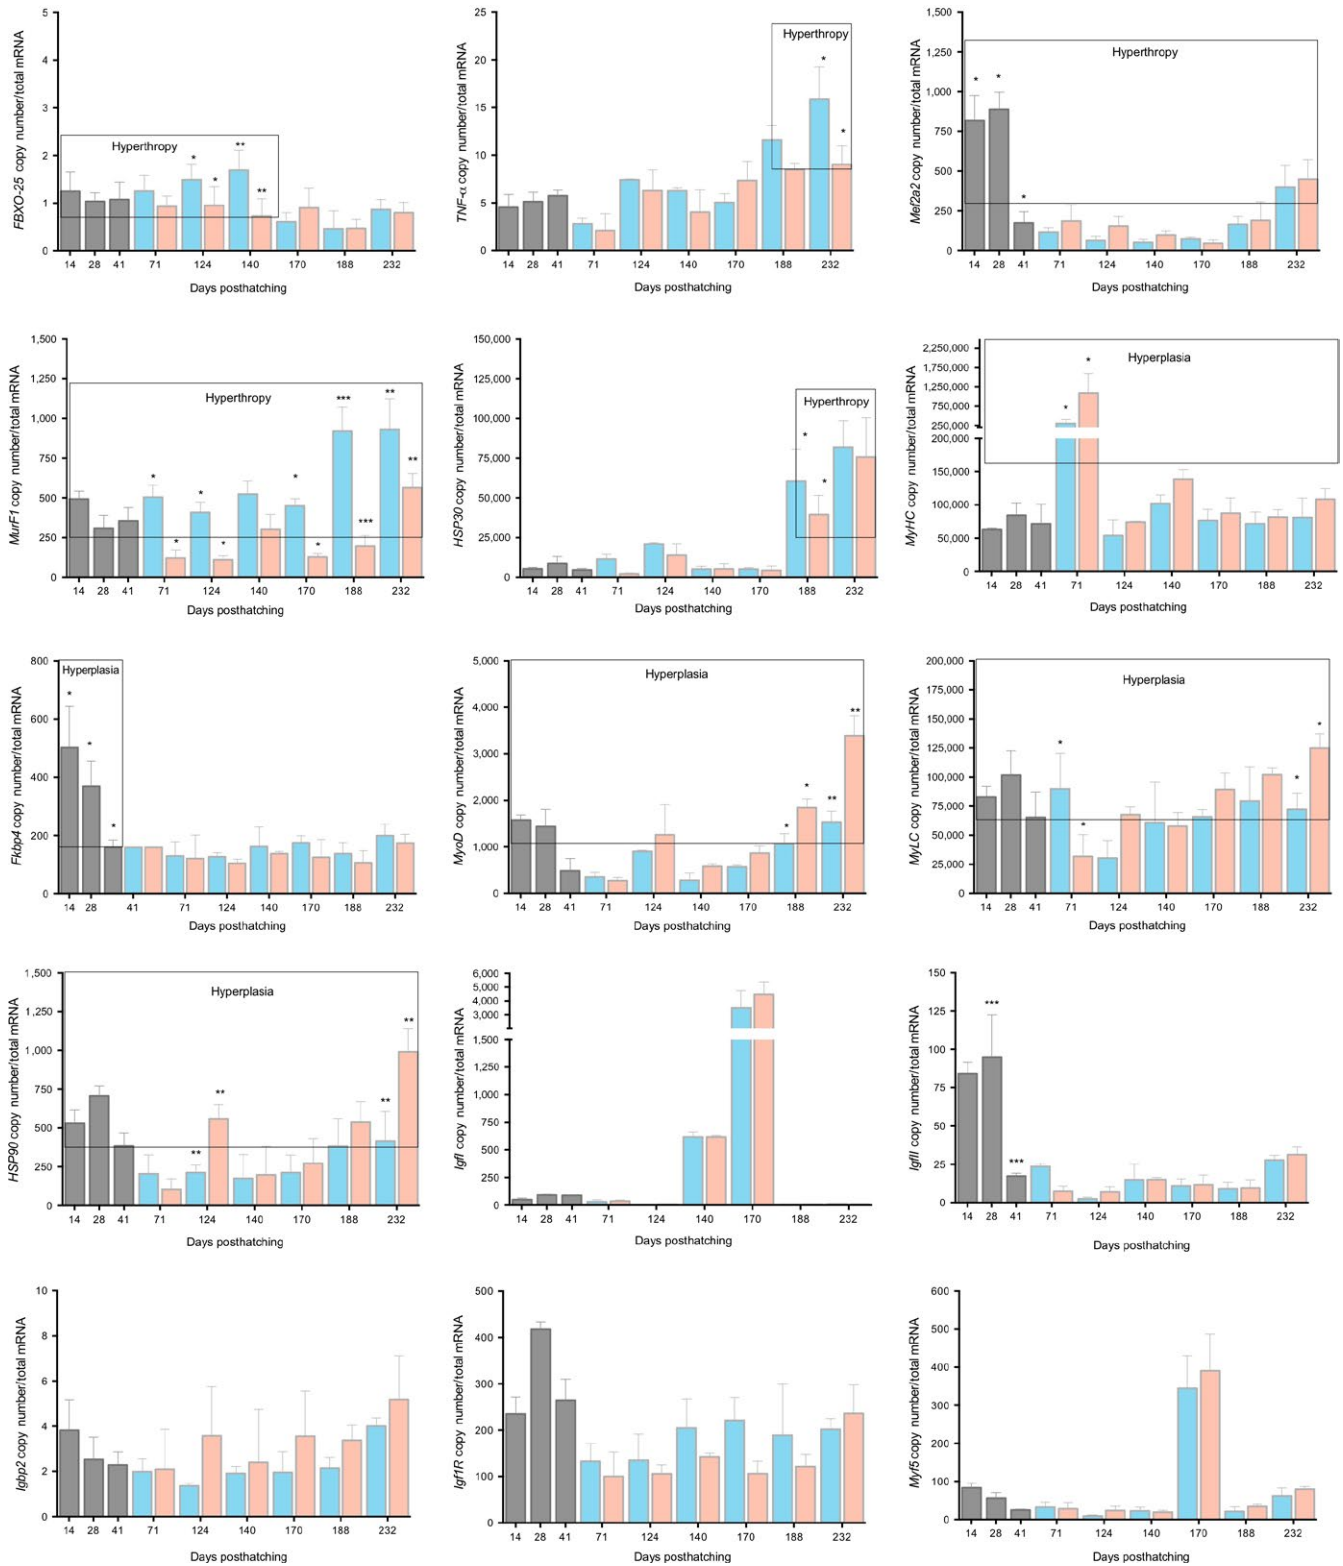 FBXO-25 copy number/total mRNA
5
4
3
2
1
0
Hyperthropy
* * ** **
14 28 41 71 124 140 170 188 232
Days posthatching
TNF-α copy number/total mRNA
25
20
15
10
5
0
Hyperthropy
* *
14 28 41 71 124 140 170 188 232
Days posthatching
Mef2a2 copy number/total mRNA
1,500
1,250
1,000
750
500
250
0
Hyperthropy
* * *
14 28 41 71 124 140 170 188 232
Days posthatching
MurF1 copy number/total mRNA
1,500
1,250
1,000
750
500
250
0
Hyperthropy
* * * * * * *** *** ** **
14 28 41 71 124 140 170 188 232
Days posthatching
HSP30 copy number/total mRNA
150,000
125,000
100,000
75,000
50,000
25,000
0
Hyperthropy
* *
14 28 41 71 124 140 170 188 232
Days posthatching
MyHC copy number/total mRNA
2,250,000
1,750,000
1,250,000
750,000
250,000
200,000
150,000
100,000
50,000
0
Hyperplasia
* *
14 28 41 71 124 140 170 188 232
Days posthatching
Fkbp4 copy number/total mRNA
800
600
400
200
0
Hyperplasia
* * *
14 28 41 71 124 140 170 188 232
Days posthatching
MyoD copy number/total mRNA
5,000
4,000
3,000
2,000
1,000
0
Hyperplasia
* * ** **
14 28 41 71 124 140 170 188 232
Days posthatching
MyLC copy number/total mRNA
200,000
175,000
150,000
125,000
100,000
75,000
50,000
25,000
0
Hyperplasia
* * * *
14 28 41 71 124 140 170 188 232
Days posthatching
HSP90 copy number/total mRNA
1,500
1,250
1,000
750
500
250
0
Hyperplasia
** ** ** **
14 28 41 71 124 140 170 188 232
Days posthatching
IgfI copy number/total mRNA
6,000
5,000
4,000
3,000
1,500
1,000
750
500
250
0
14 28 41 71 124 140 170 188 232
Days posthatching
IgfII copy number/total mRNA
150
125
100
75
50
25
0
*** ***
14 28 41 71 124 140 170 188 232
Days posthatching
Igbp2 copy number/total mRNA
10
8
6
4
2
0
14 28 41 71 124 140 170 188 232
Days posthatching
Igf1R copy number/total mRNA
500
400
300
200
100
0
14 28 41 71 124 140 170 188 232
Days posthatching
Myf5 copy number/total mRNA
600
500
400
300
200
100
0
14 28 41 71 124 140 170 188 232
Days posthatching